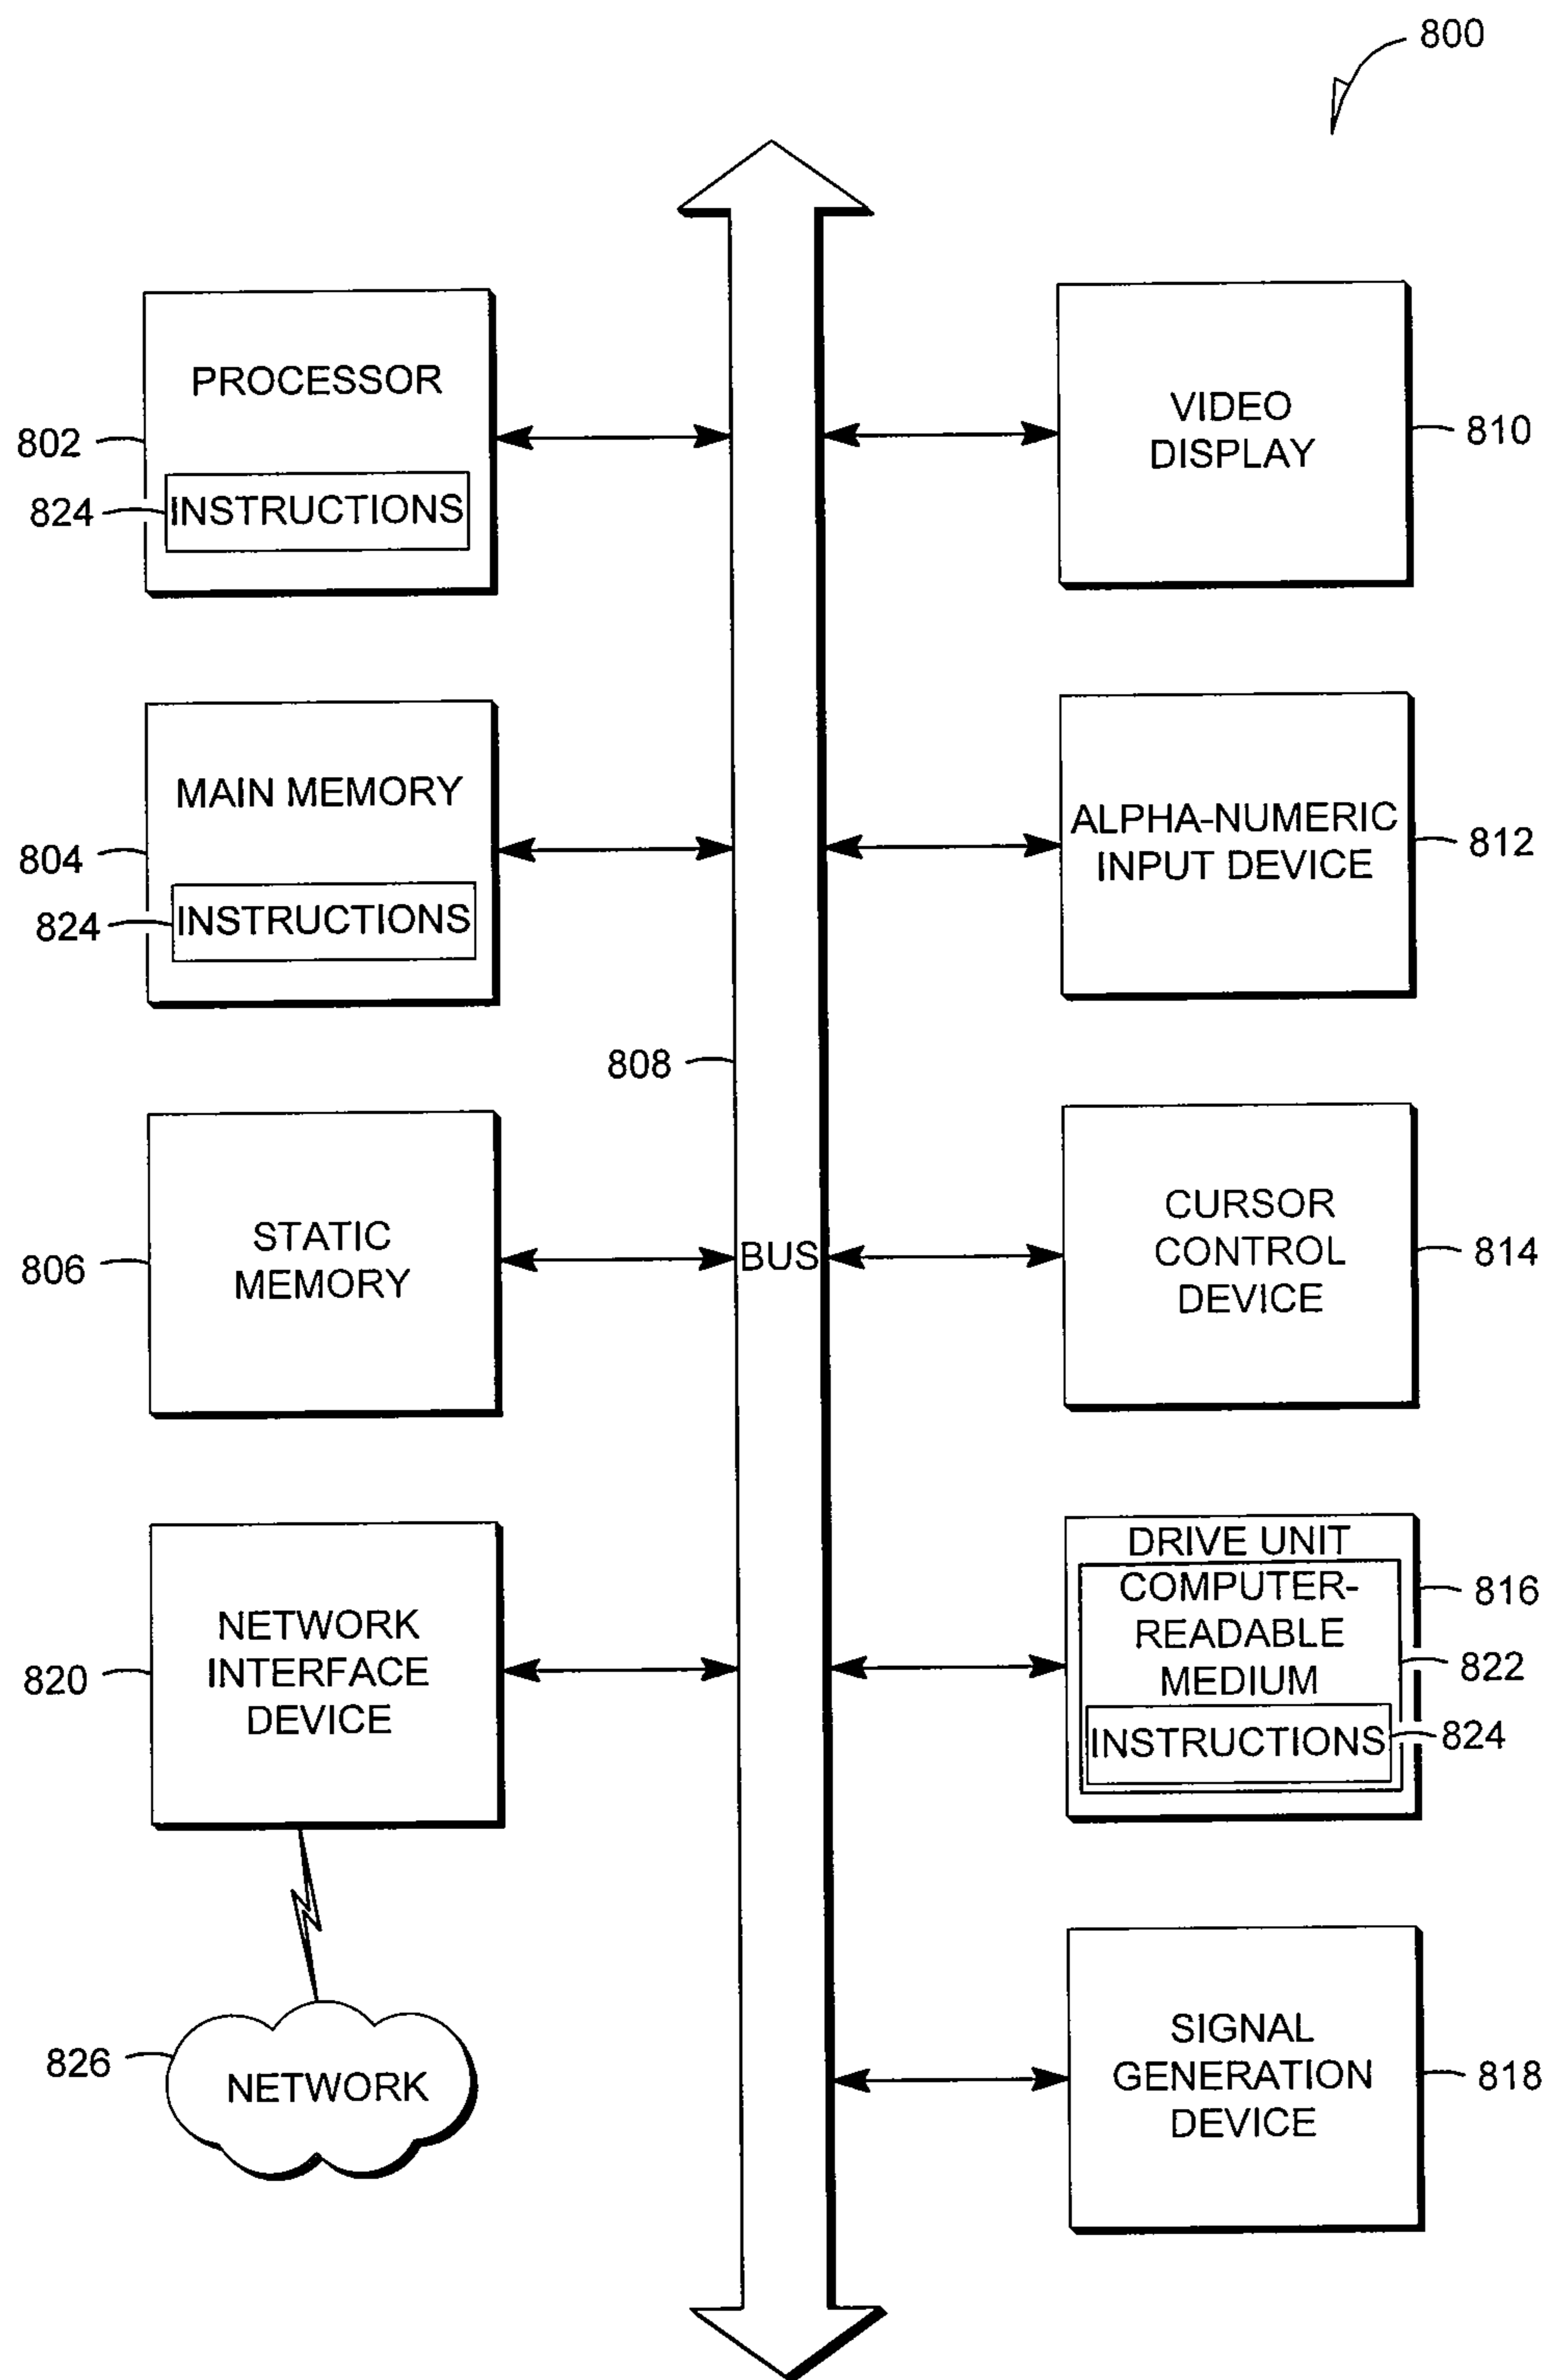 800
PROCESSOR
802
824
INSTRUCTIONS
VIDEO
DISPLAY
810
MAIN MEMORY
804
824
INSTRUCTIONS
ALPHA-NUMERIC
INPUT DEVICE
812
808
STATIC
MEMORY
806
BUS
CURSOR
CONTROL
DEVICE
814
NETWORK
INTERFACE
DEVICE
820
DRIVE UNIT
COMPUTER-
READABLE
MEDIUM
816
822
INSTRUCTIONS
824
826
NETWORK
SIGNAL
GENERATION
DEVICE
818